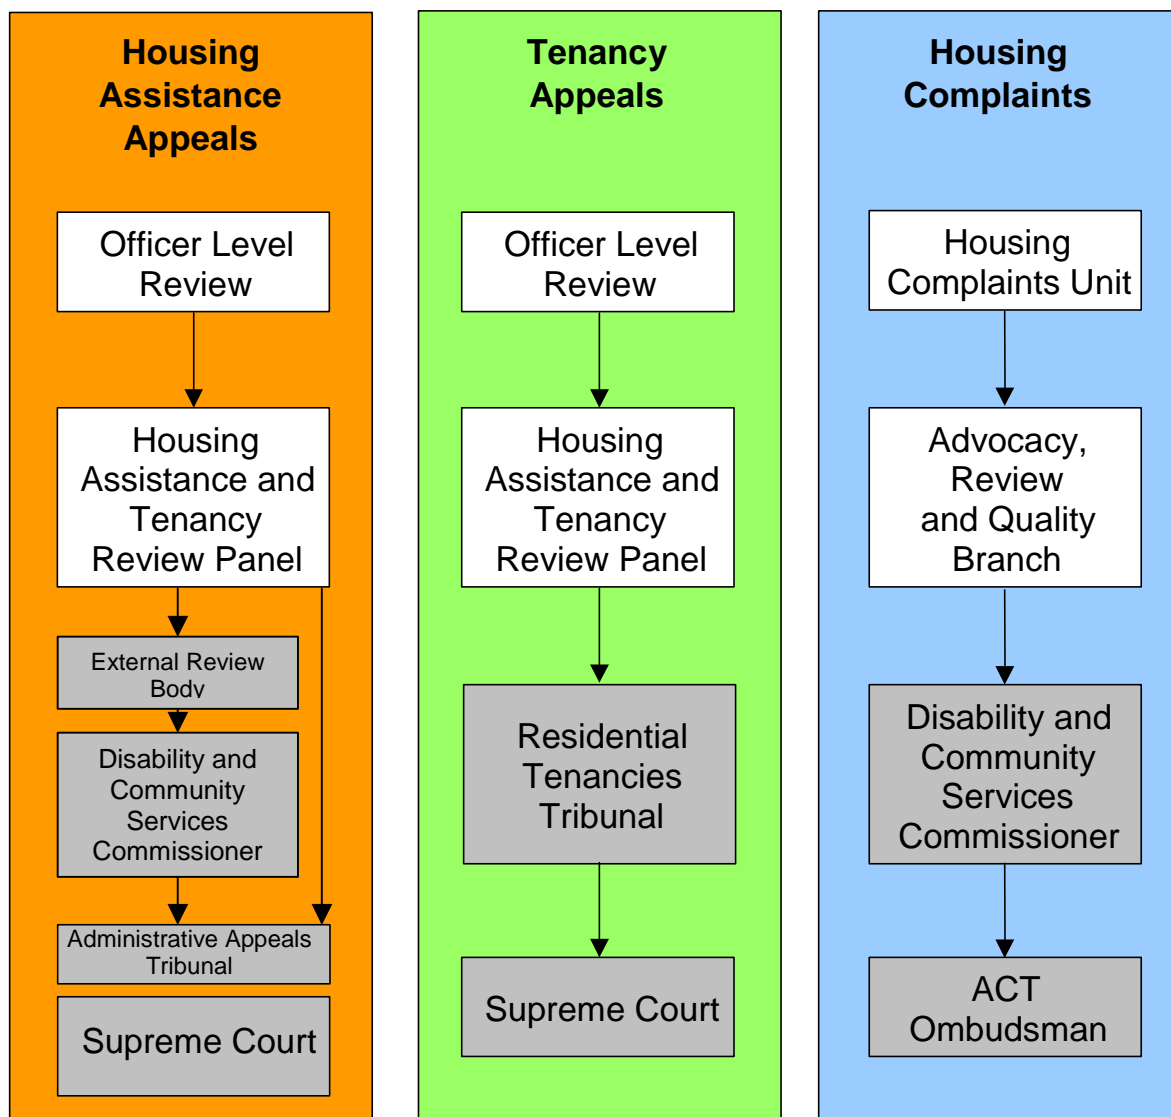 Housing
Assistance
Appeals
Officer Level
Review
Housing
Assistance and
Tenancy
Review Panel
External Review
Body
Disability and
Community
Services
Commissioner
Administrative Appeals
Tribunal
Supreme Court
Tenancy
Appeals
Officer Level
Review
Housing
Assistance and
Tenancy
Review Panel
Residential
Tenancies
Tribunal
Supreme Court
Housing
Complaints
Housing
Complaints Unit
Advocacy,
Review
and Quality
Branch
Disability and
Community
Services
Commissioner
ACT
Ombudsman